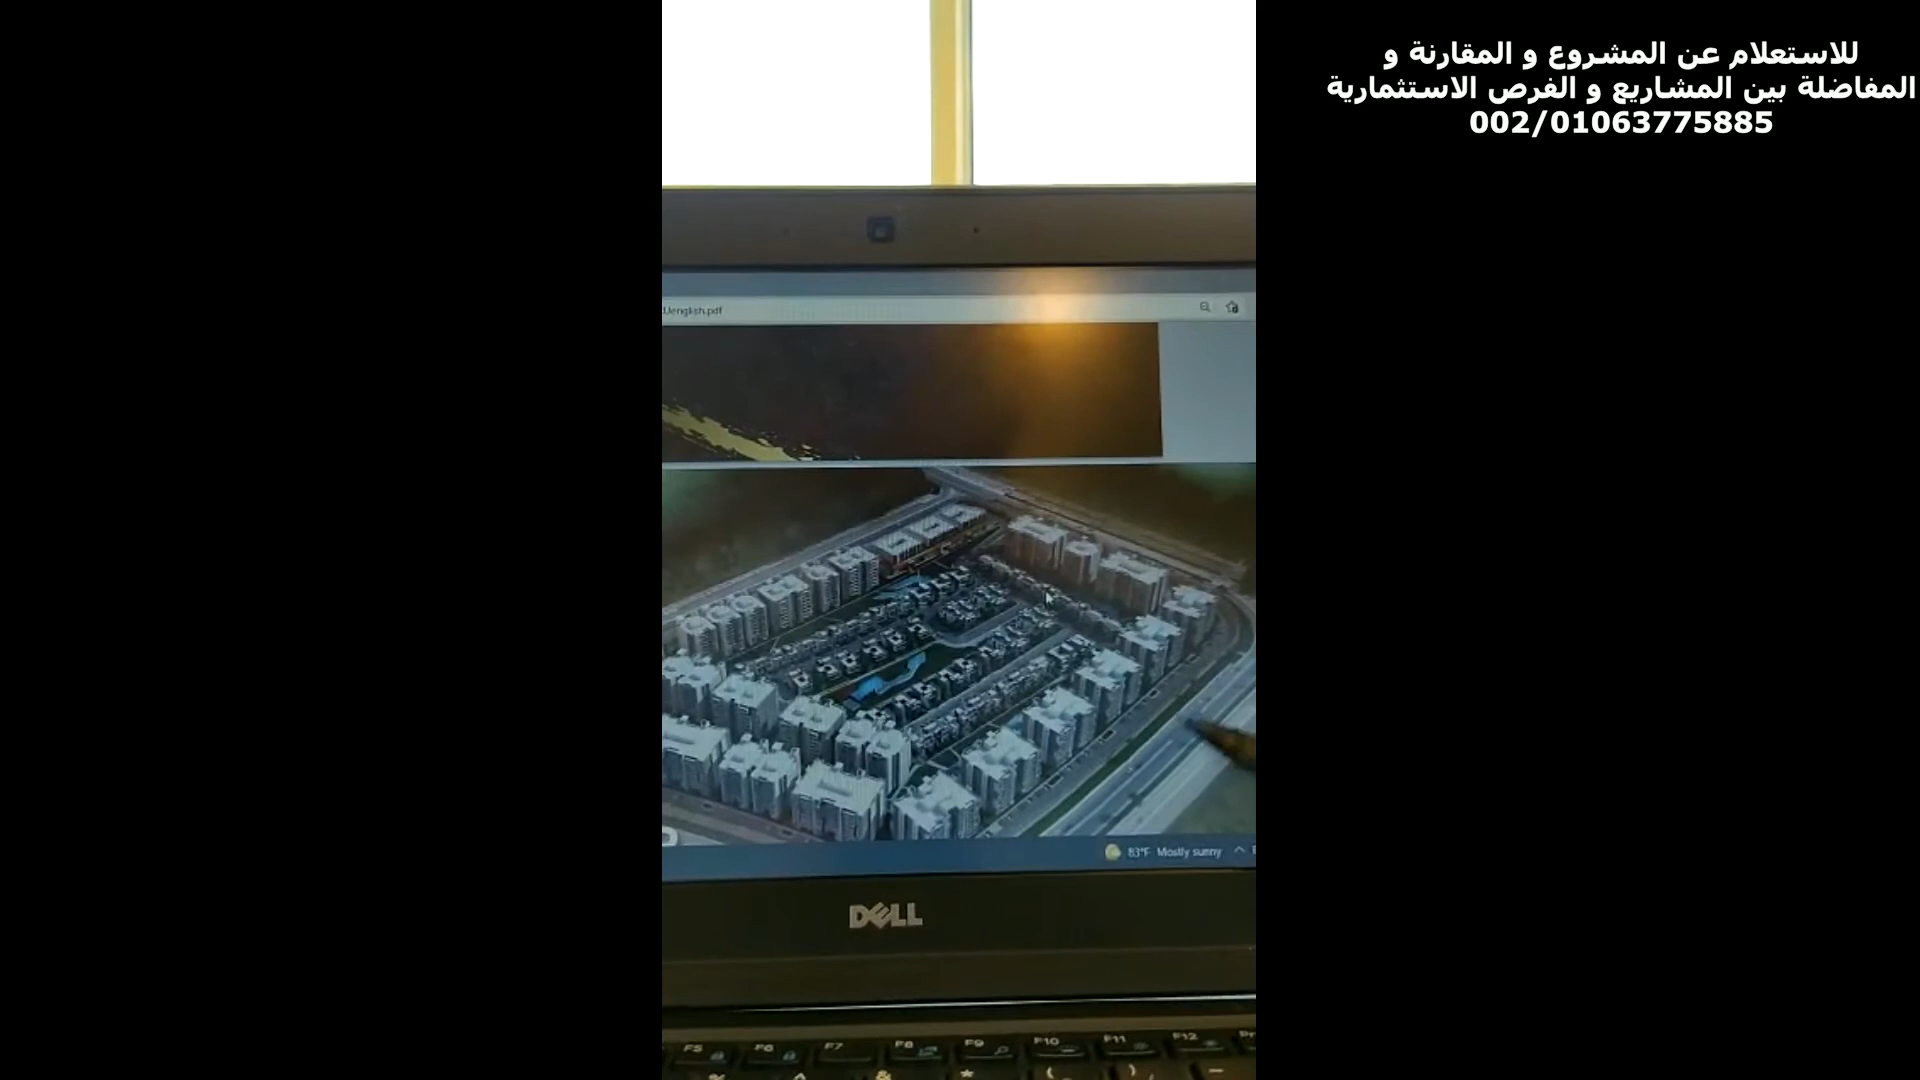 للاستعلام عن المشروع و المقارنة و
المفاضلة بين المشاريع و الفرص الاستثمارية
002/01063775885
english.pdf
83°F Mostly sunny
DELL
F5 F6 F7 F8 F9 F10 F11 F12
& * ( ) –